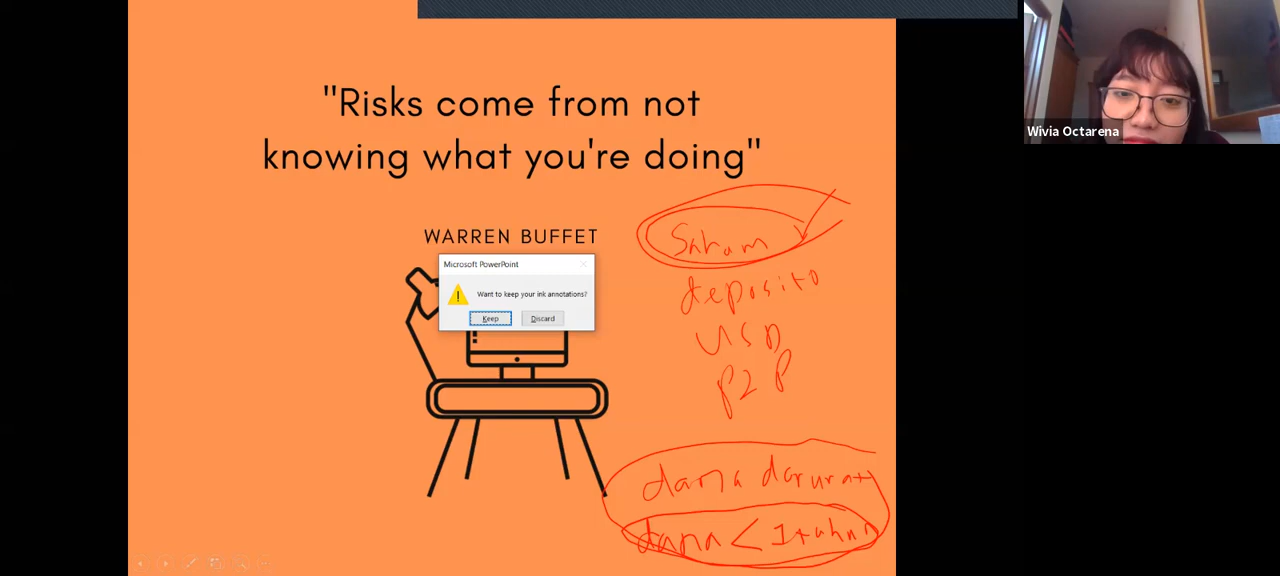 "Risks come from not
knowing what you're doing"
WARREN BUFFET
Microsoft PowerPoint
Want to keep your ink annotations?
Keep
Discard
Saham
deposito
USD
P2P
dana darurat
dana < 1 tahun
Wivia Octarena